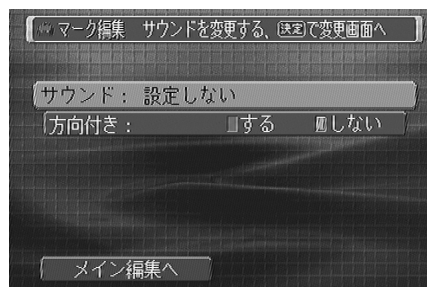 マーク編集 サウンドを変更する、決定で変更画面へ
サウンド： 設定しない
方向付き： する しない
メイン編集へ